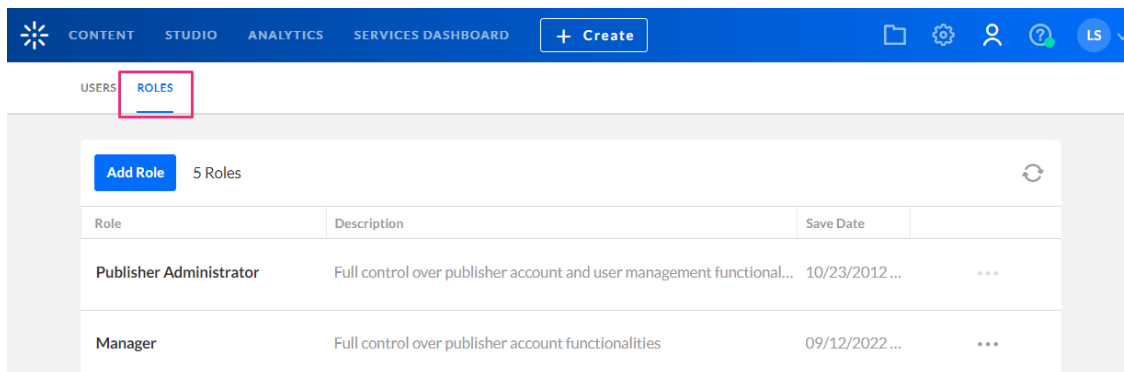 CONTENT STUDIO ANALYTICS SERVICES DASHBOARD + Create LS
USERS ROLES
Add Role 5 Roles
Role Description Save Date
Publisher Administrator Full control over publisher account and user management functional... 10/23/2012 ...
Manager Full control over publisher account functionalities 09/12/2022 ...